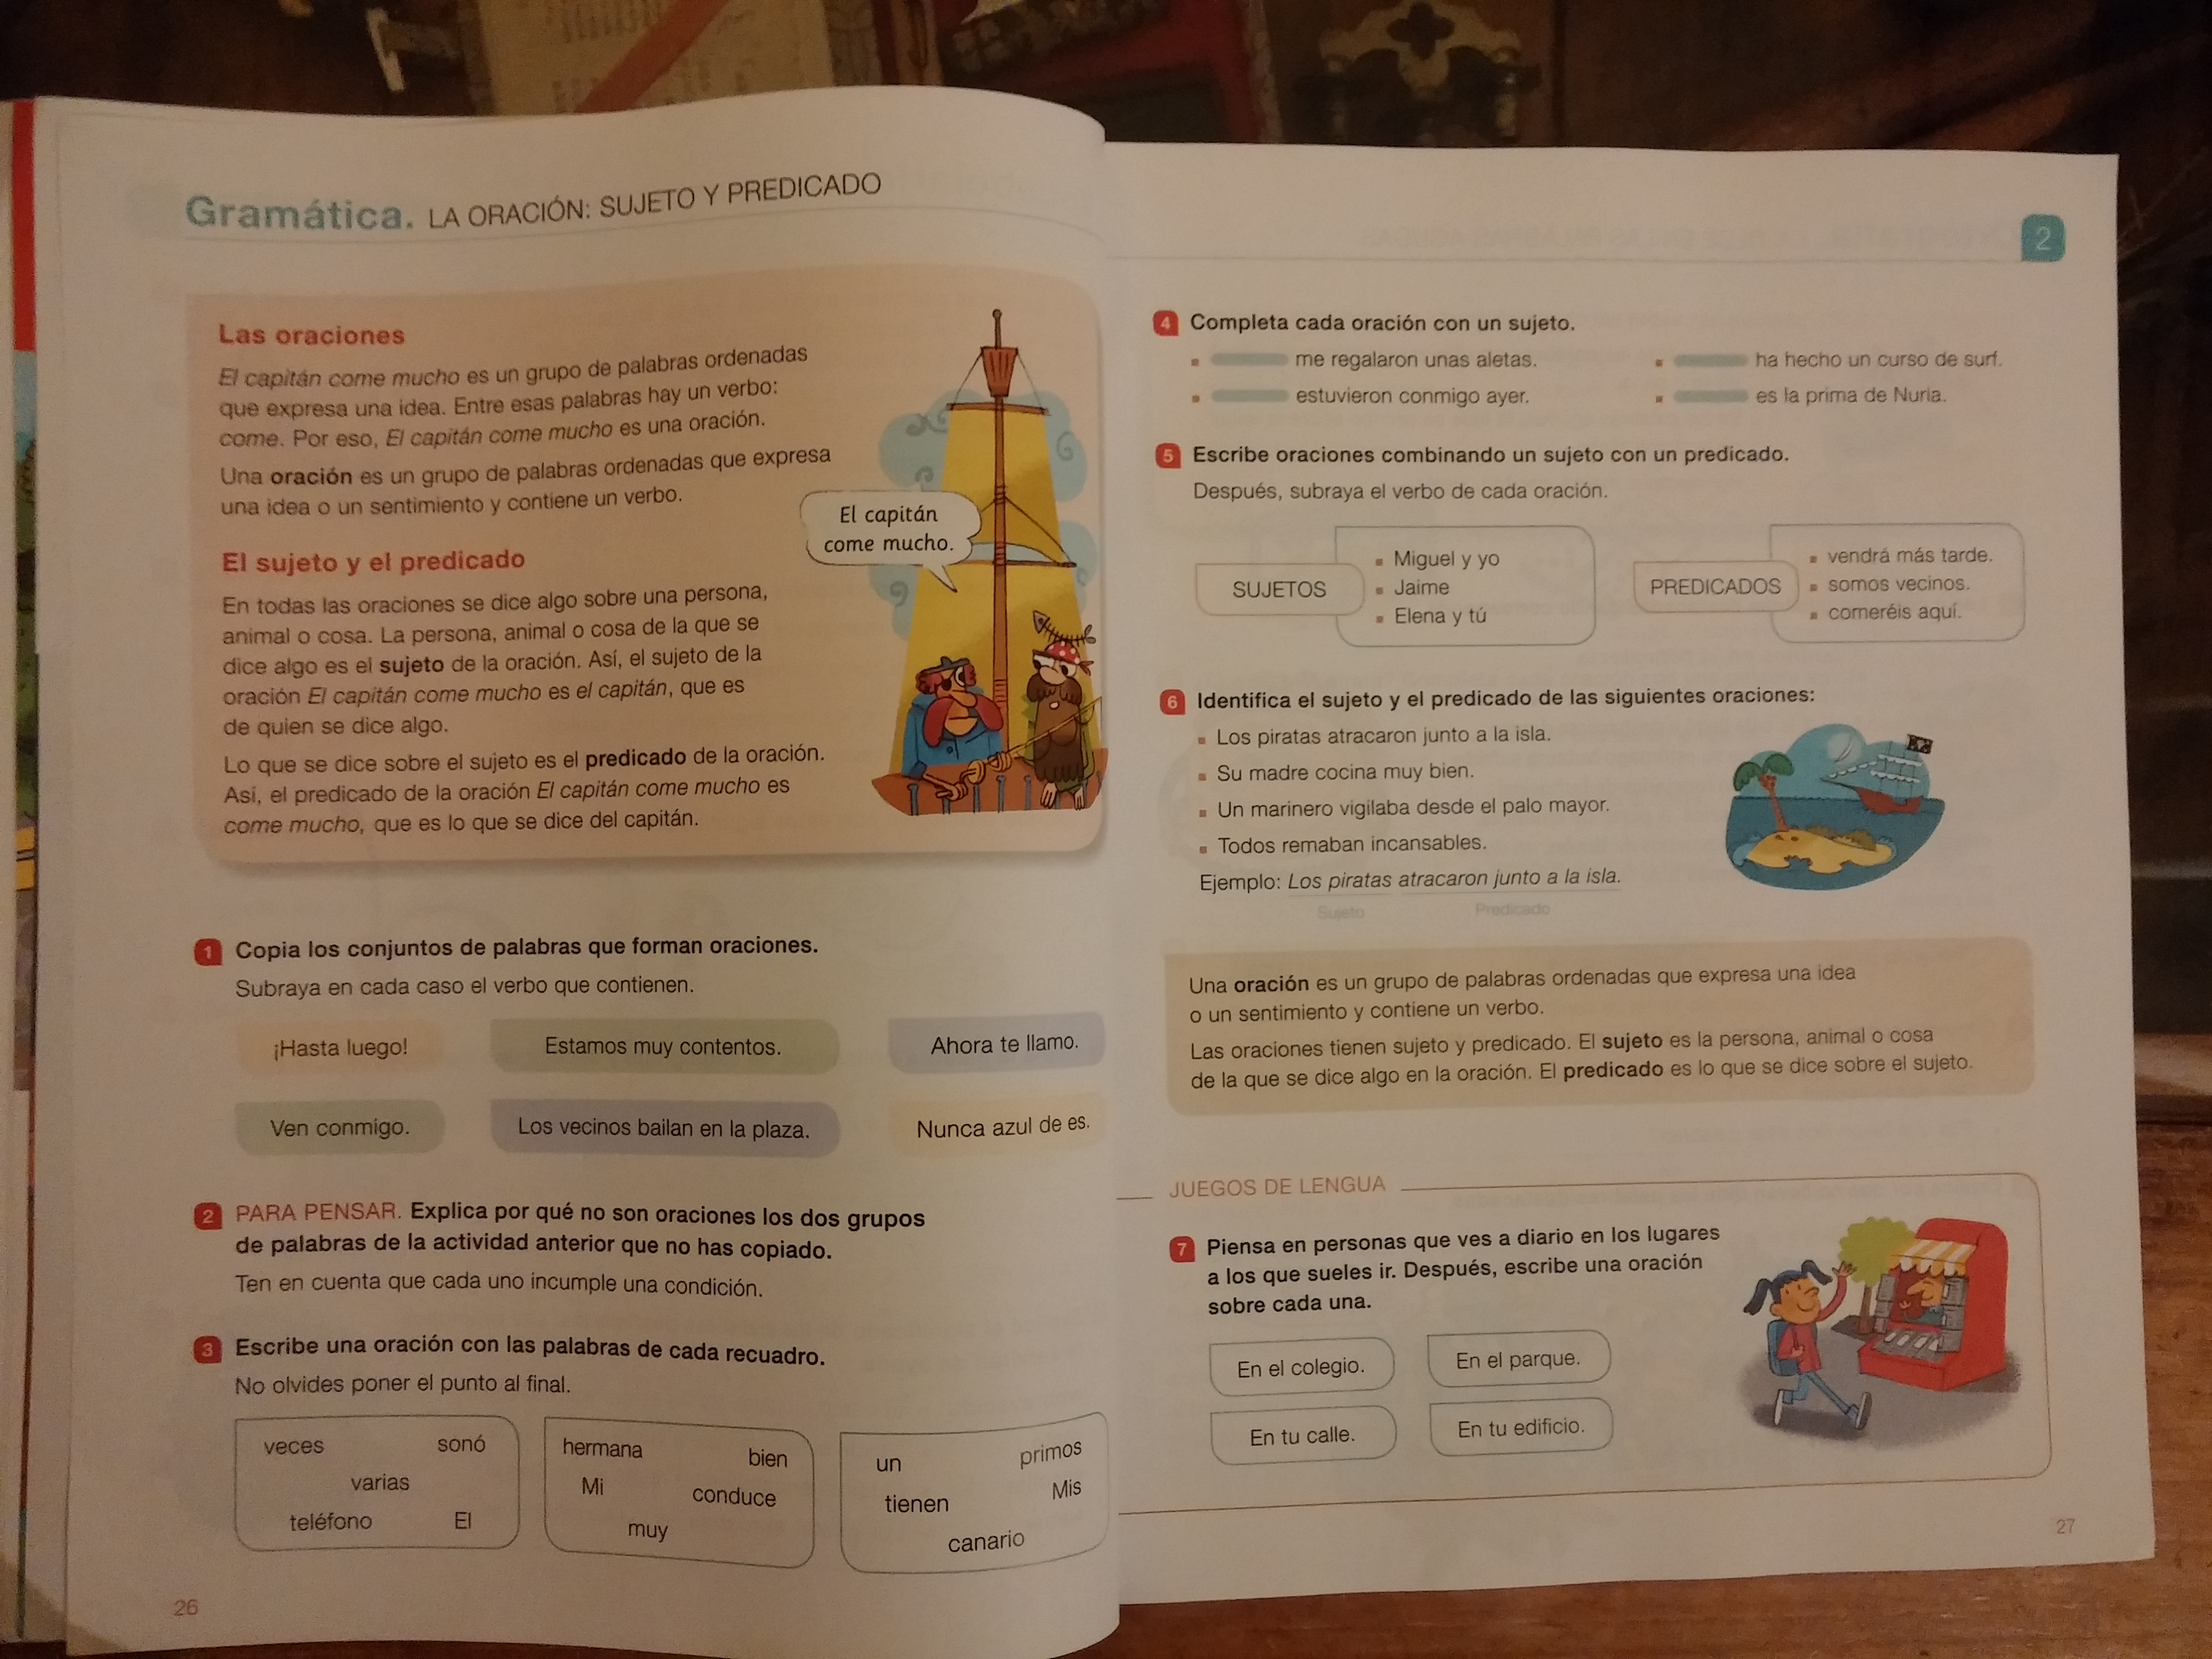 Gramática. LA ORACIÓN: SUJETO Y PREDICADO
Las oraciones
El capitán come mucho es un grupo de palabras ordenadas
que expresa una idea. Entre esas palabras hay un verbo:
come. Por eso, El capitán come mucho es una oración.
Una oración es un grupo de palabras ordenadas que expresa
una idea o un sentimiento y contiene un verbo.
El sujeto y el predicado
En todas las oraciones se dice algo sobre una persona,
animal o cosa. La persona, animal o cosa de la que se
dice algo es el sujeto de la oración. Así, el sujeto de la
oración El capitán come mucho es el capitán, que es
de quien se dice algo.
Lo que se dice sobre el sujeto es el predicado de la oración.
Así, el predicado de la oración El capitán come mucho es
come mucho, que es lo que se dice del capitán.
El capitán
come mucho.
1 Copia los conjuntos de palabras que forman oraciones.
Subraya en cada caso el verbo que contienen.
¡Hasta luego! Estamos muy contentos. Ahora te llamo.
Ven conmigo. Los vecinos bailan en la plaza. Nunca azul de es.
2 PARA PENSAR. Explica por qué no son oraciones los dos grupos
de palabras de la actividad anterior que no has copiado.
Ten en cuenta que cada uno incumple una condición.
3 Escribe una oración con las palabras de cada recuadro.
No olvides poner el punto al final.
veces sonó
varias
teléfono El
hermana bien
Mi conduce
muy
un primos
tienen Mis
canario
26
2
4 Completa cada oración con un sujeto.
me regalaron unas aletas.
ha hecho un curso de surf.
estuvieron conmigo ayer.
es la prima de Nuria.
5 Escribe oraciones combinando un sujeto con un predicado.
Después, subraya el verbo de cada oración.
SUJETOS
Miguel y yo
Jaime
Elena y tú
PREDICADOS
vendrá más tarde.
somos vecinos.
comeréis aquí.
6 Identifica el sujeto y el predicado de las siguientes oraciones:
Los piratas atracaron junto a la isla.
Su madre cocina muy bien.
Un marinero vigilaba desde el palo mayor.
Todos remaban incansables.
Ejemplo: Los piratas atracaron junto a la isla.
Sujeto Predicado
Una oración es un grupo de palabras ordenadas que expresa una idea
o un sentimiento y contiene un verbo.
Las oraciones tienen sujeto y predicado. El sujeto es la persona, animal o cosa
de la que se dice algo en la oración. El predicado es lo que se dice sobre el sujeto.
JUEGOS DE LENGUA
7 Piensa en personas que ves a diario en los lugares
a los que sueles ir. Después, escribe una oración
sobre cada una.
En el colegio. En el parque.
En tu calle. En tu edificio.
27